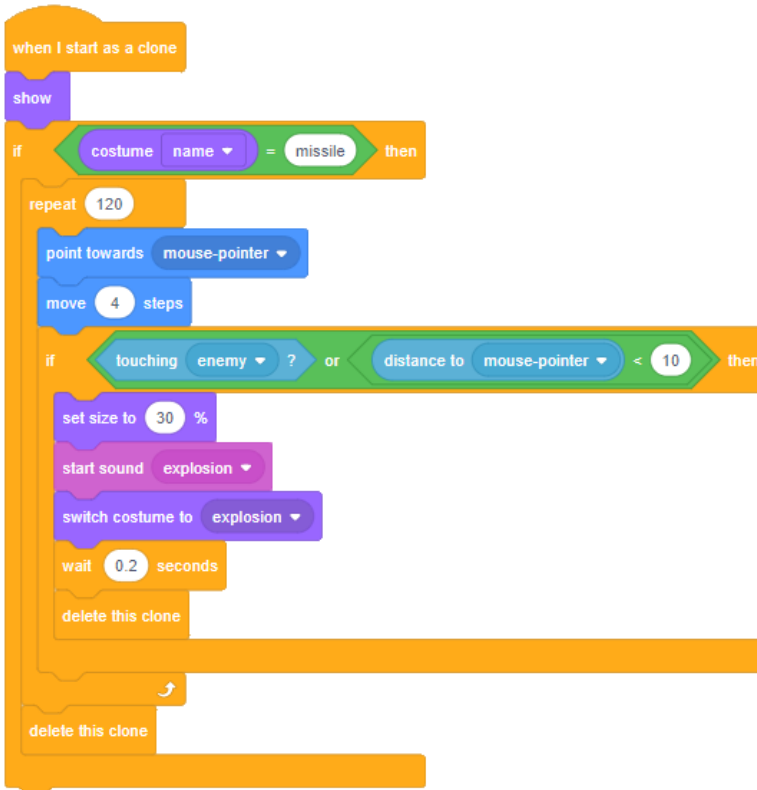 when I start as a clone
show
if costume name = missile then
repeat 120
point towards mouse-pointer
move 4 steps
if touching enemy ? or distance to mouse-pointer < 10 then
set size to 30 %
start sound explosion
switch costume to explosion
wait 0.2 seconds
delete this clone
delete this clone